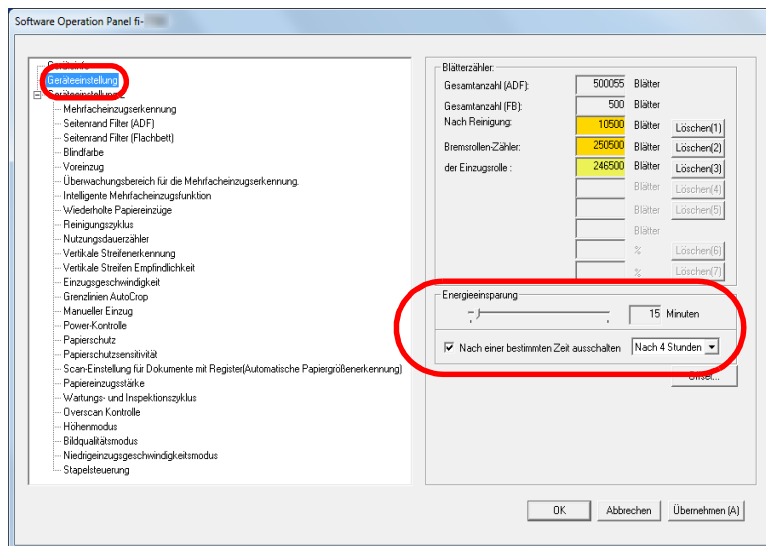 Software Operation Panel fi-
Geräteinfo
Geräteeinstellung
Geräteeinstellung 2
Mehrfacheinzugserkennung
Seitenrand Filter (ADF)
Seitenrand Filter (Flachbett)
Blindfarbe
Voreinzug
Überwachungsbereich für die Mehrfacheinzugserkennung.
Intelligente Mehrfacheinzugsfunktion
Wiederholte Papiereinzüge
Reinigungszyklus
Nutzungsdauerzähler
Vertikale Streifenerkennung
Vertikale Streifen Empfindlichkeit
Einzugsgeschwindigkeit
Grenzlinien AutoCrop
Manueller Einzug
Power-Kontrolle
Papierschutz
Papierschutzsensitivität
Scan-Einstellung für Dokumente mit Register(Automatische Papiergrößenerkennung)
Papiereinzugsstärke
Wartungs- und Inspektionszyklus
Overscan Kontrolle
Höhenmodus
Bildqualitätsmodus
Niedrigeinzugsgeschwindigkeitsmodus
Stapelsteuerung
Blätterzähler:
Gesamtanzahl (ADF): 500055 Blätter
Gesamtanzahl (FB): 500 Blätter
Nach Reinigung: 10500 Blätter Löschen(1)
Bremsrollen-Zähler: 250500 Blätter Löschen(2)
der Einzugsrolle : 246500 Blätter Löschen(3)
Blätter Löschen(4)
Blätter Löschen(5)
Blätter
% Löschen(6)
% Löschen(7)
Energieeinsparung
15 Minuten
Nach einer bestimmten Zeit ausschalten Nach 4 Stunden
Offset...
OK Abbrechen Übernehmen (A)